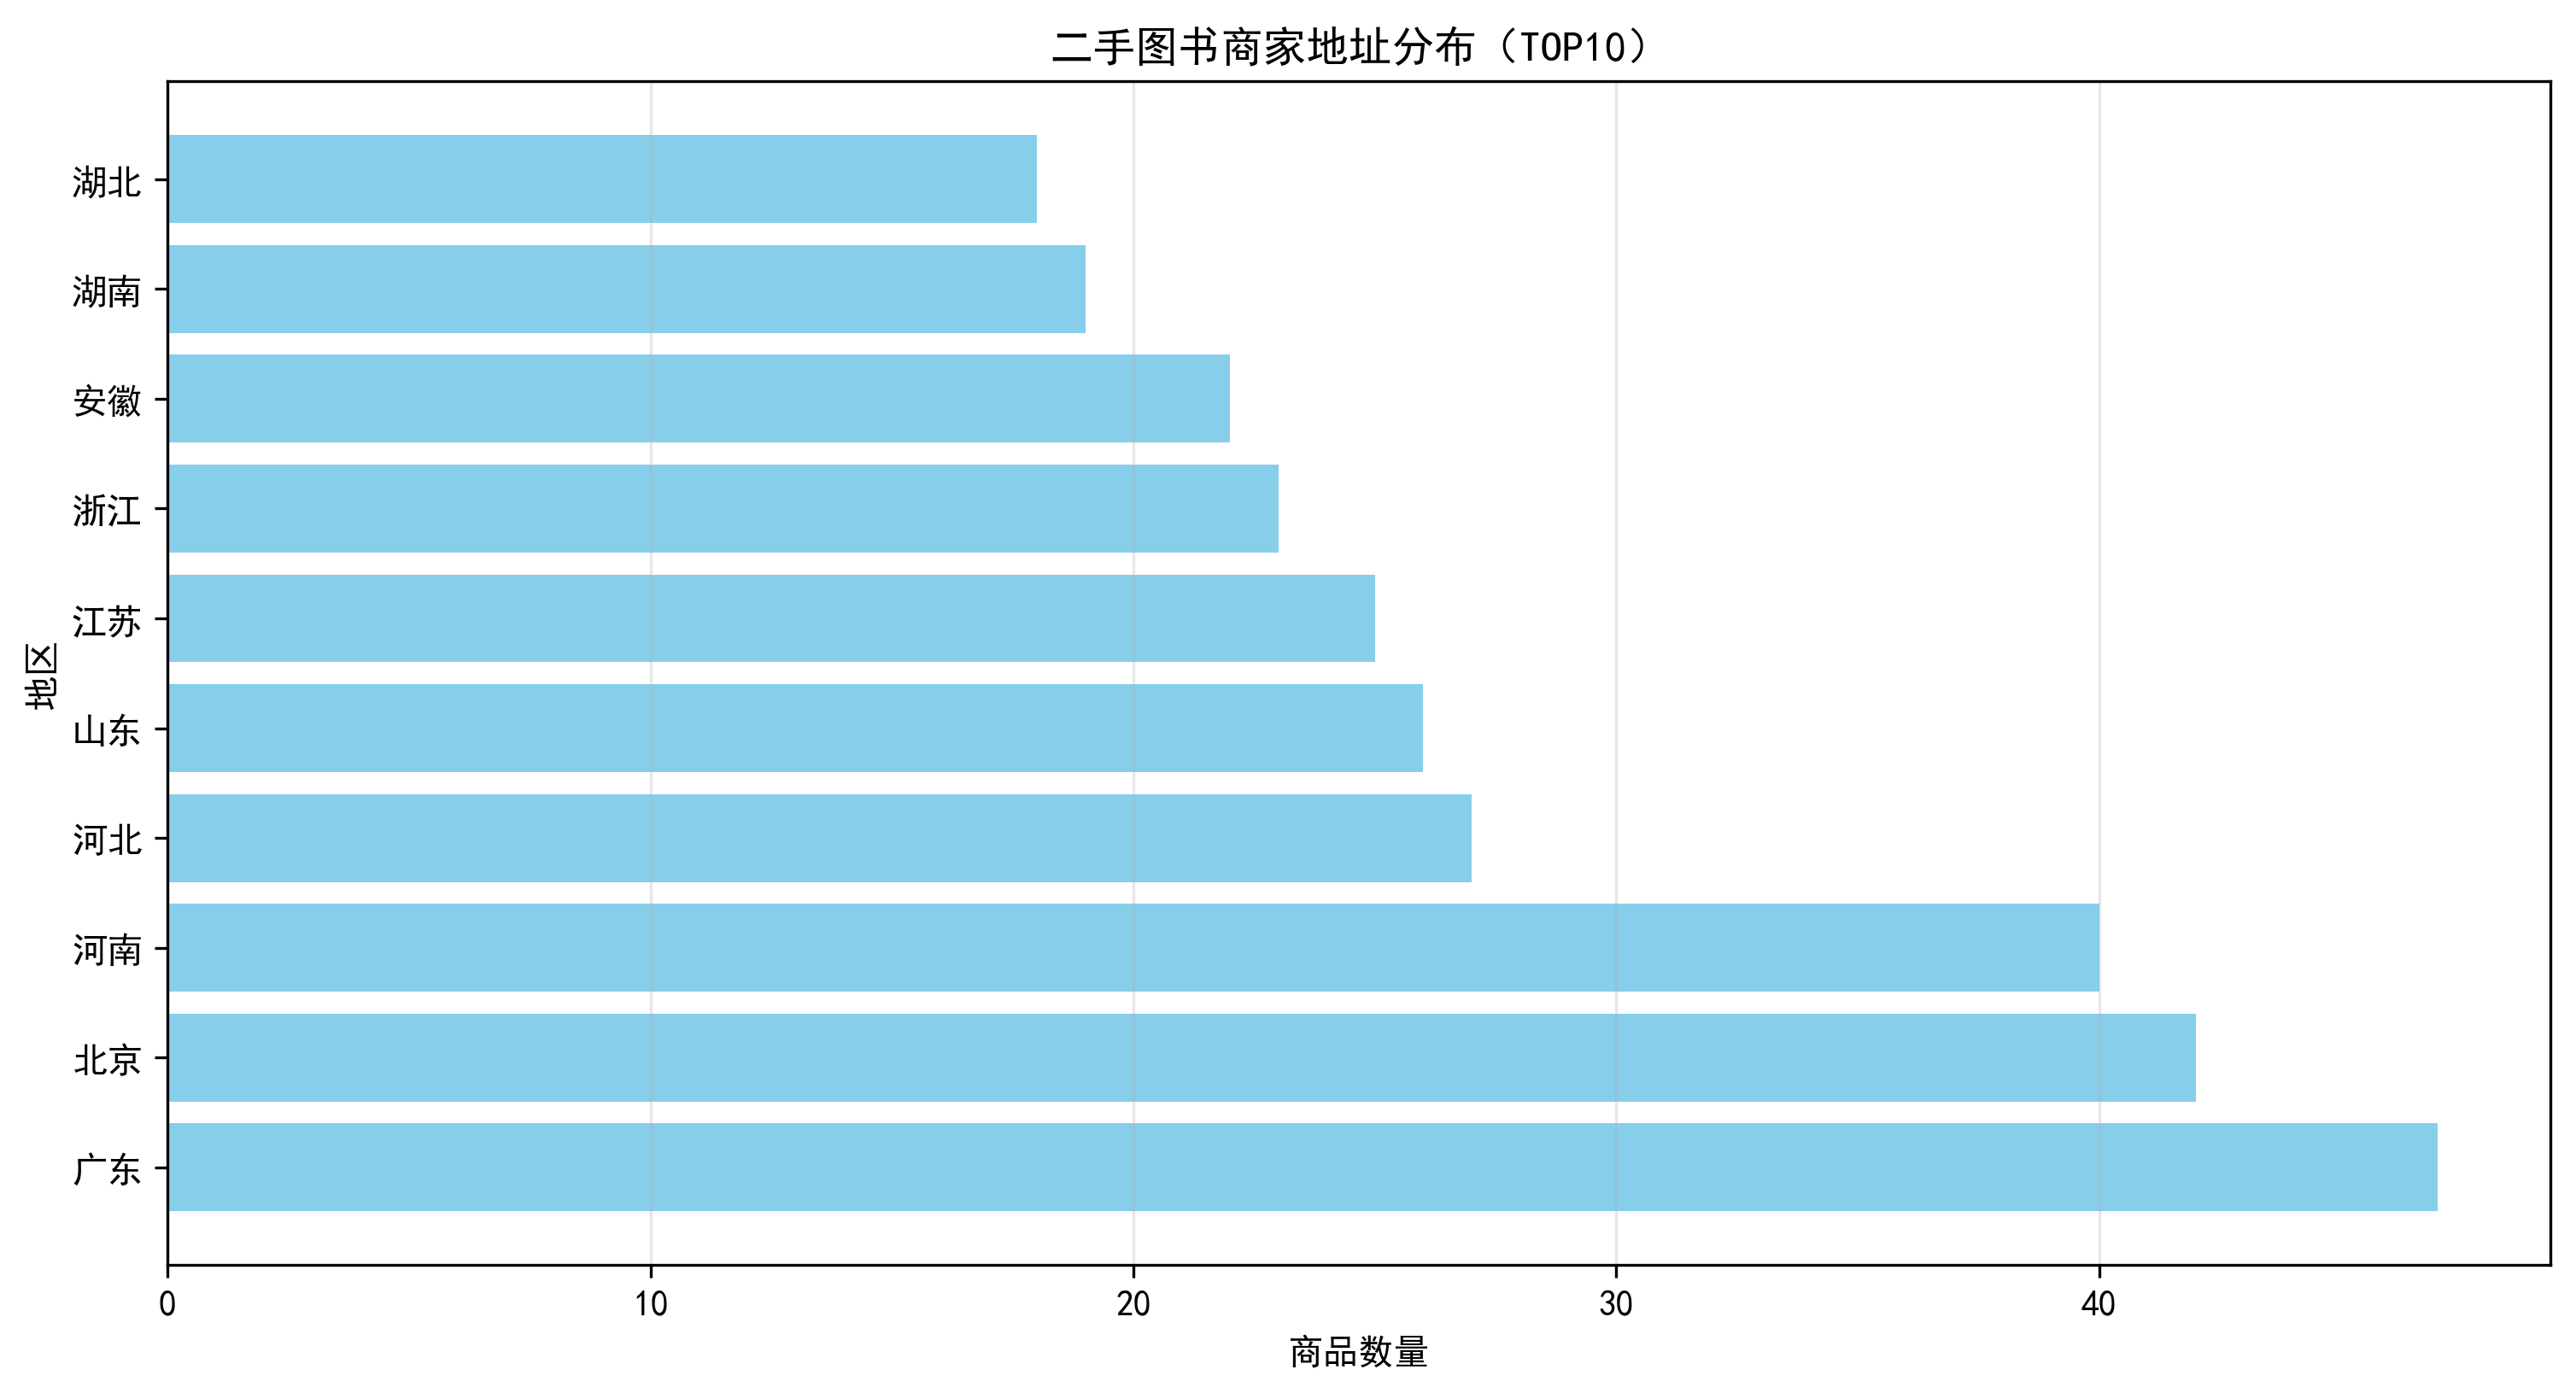 二手图书商家地址分布（TOP10）
湖北
湖南
安徽
浙江
江苏
山东
河北
河南
北京
广东
地区
0 10 20 30 40
商品数量